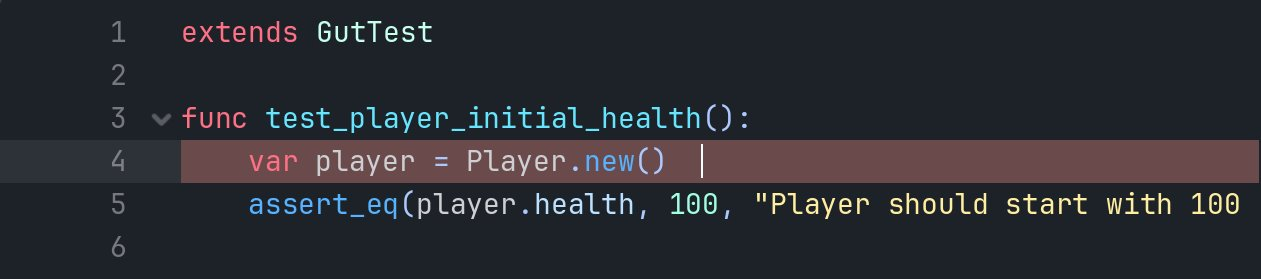 1 extends GutTest
2
3 func test_player_initial_health():
4     var player = Player.new()
5     assert_eq(player.health, 100, "Player should start with 100
6